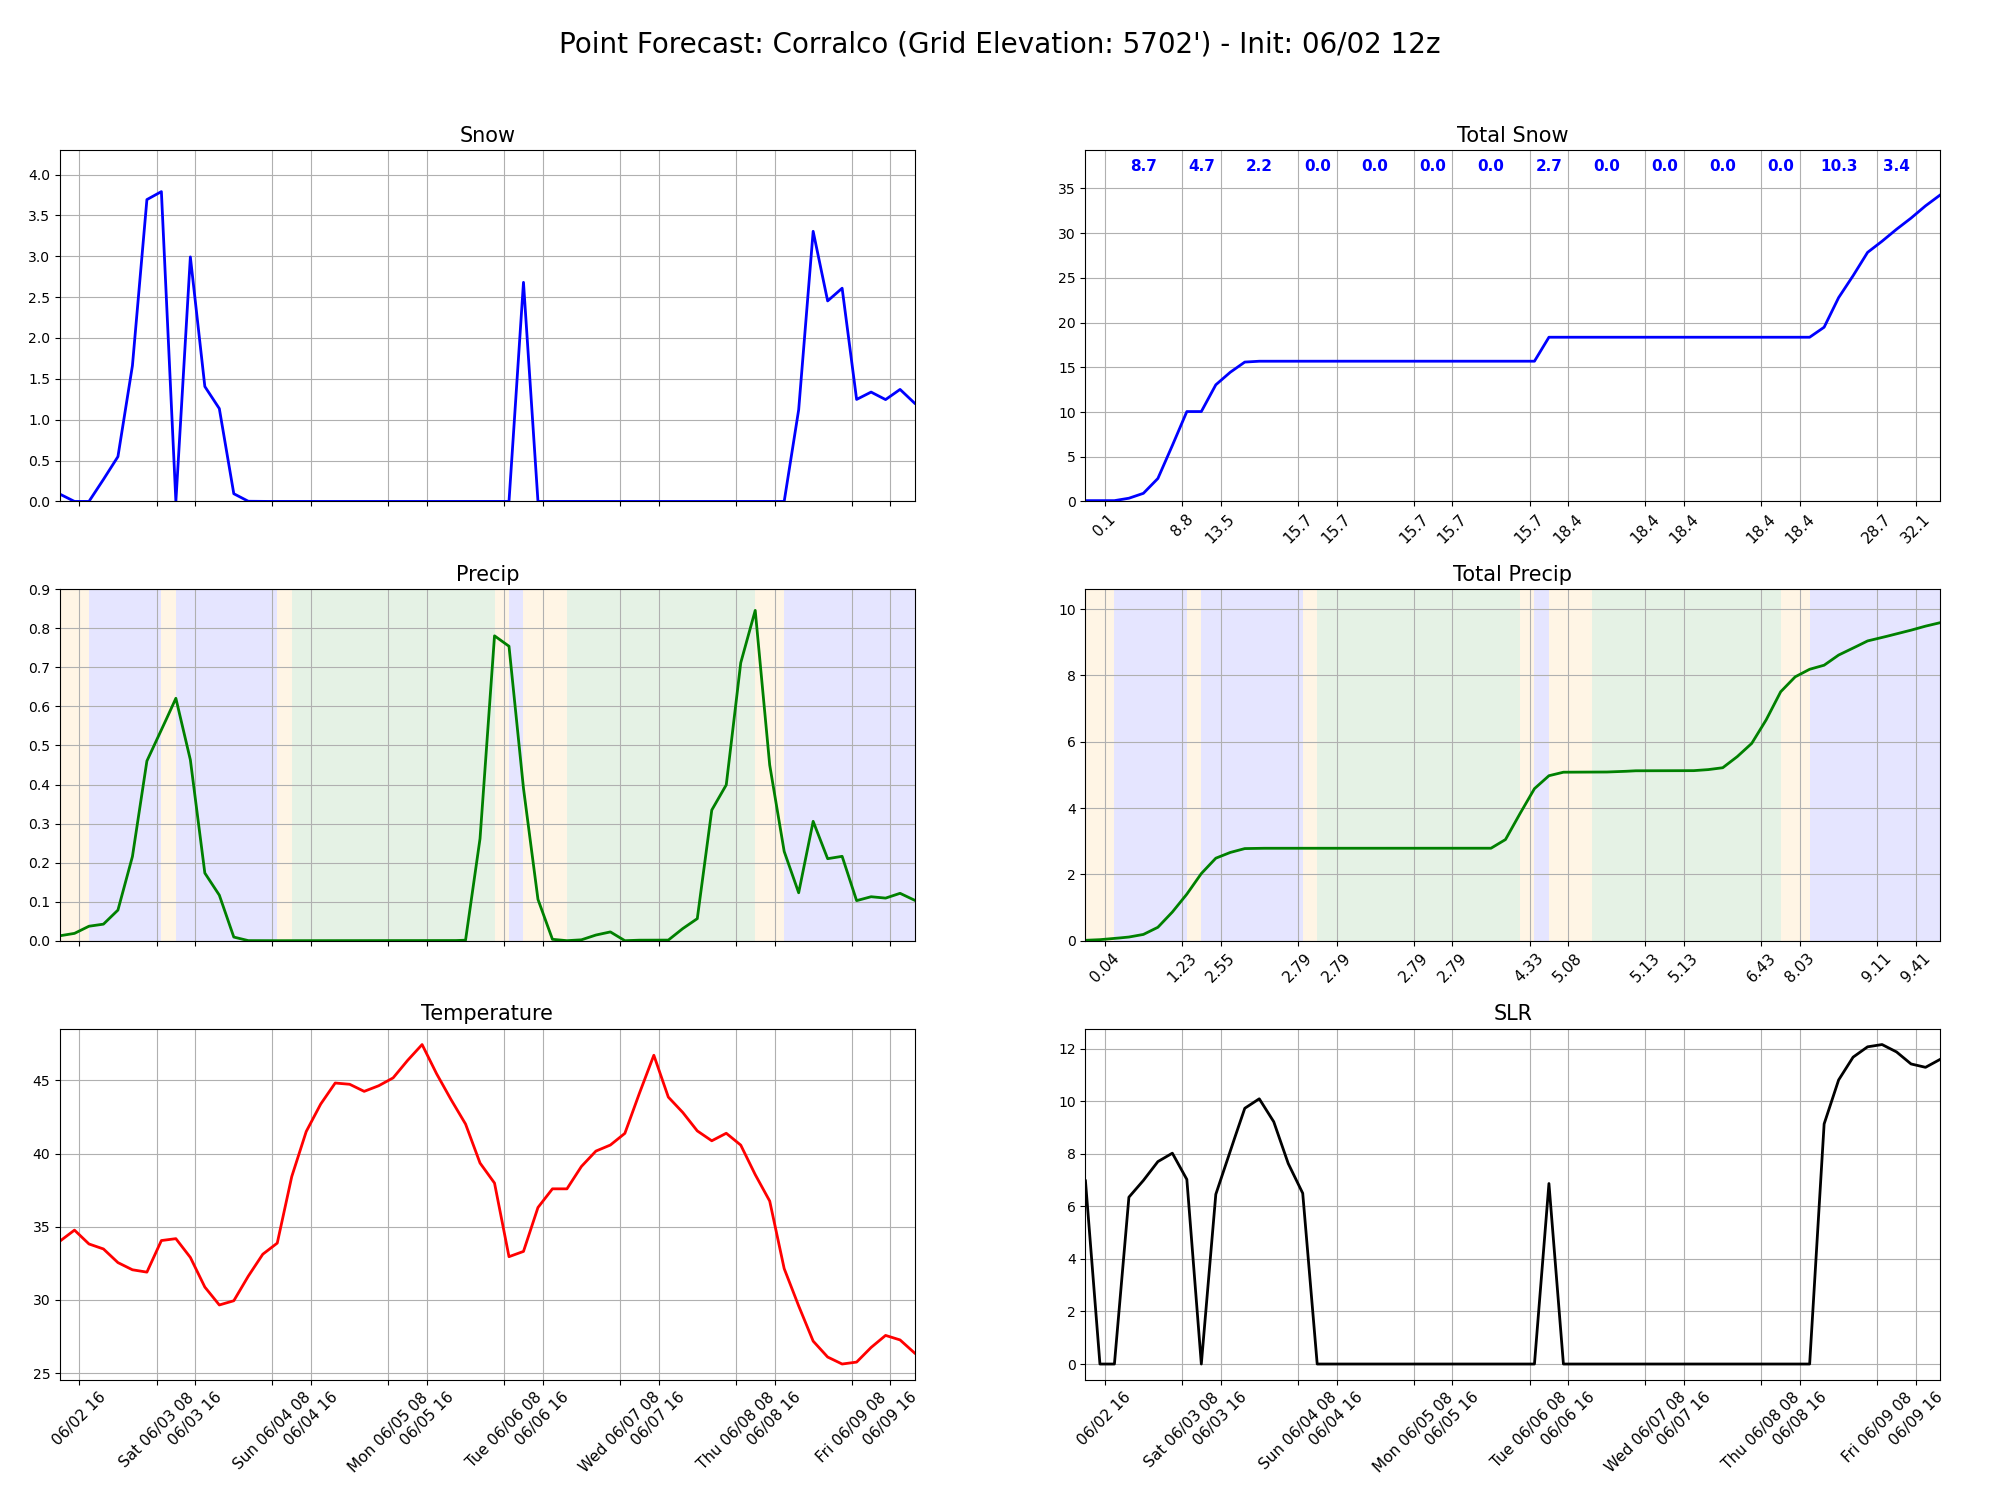 Point Forecast: Corralco (Grid Elevation: 5702') - Init: 06/02 12z
Snow
4.0
3.5
3.0
2.5
2.0
1.5
1.0
0.5
0.0
Total Snow
8.7 4.7 2.2 0.0 0.0 0.0 0.0 2.7 0.0 0.0 0.0 0.0 10.3 3.4
35
30
25
20
15
10
5
0
0.1 8.8 13.5 15.7 15.7 15.7 15.7 15.7 18.4 18.4 18.4 18.4 18.4 28.7 32.1
Precip
0.9
0.8
0.7
0.6
0.5
0.4
0.3
0.2
0.1
0.0
Total Precip
10
8
6
4
2
0
0.04 1.23 2.55 2.79 2.79 2.79 2.79 4.33 5.08 5.13 5.13 6.43 8.03 9.11 9.41
Temperature
45
40
35
30
25
06/02 16
Sat 06/03 08
06/03 16
Sun 06/04 08
06/04 16
Mon 06/05 08
06/05 16
Tue 06/06 08
06/06 16
Wed 06/07 08
06/07 16
Thu 06/08 08
06/08 16
Fri 06/09 08
06/09 16
SLR
12
10
8
6
4
2
0
06/02 16
Sat 06/03 08
06/03 16
Sun 06/04 08
06/04 16
Mon 06/05 08
06/05 16
Tue 06/06 08
06/06 16
Wed 06/07 08
06/07 16
Thu 06/08 08
06/08 16
Fri 06/09 08
06/09 16